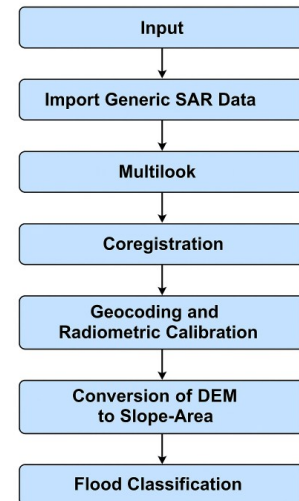 Input
Import Generic SAR Data
Multilook
Coregistration
Geocoding and
Radiometric Calibration
Conversion of DEM
to Slope-Area
Flood Classification